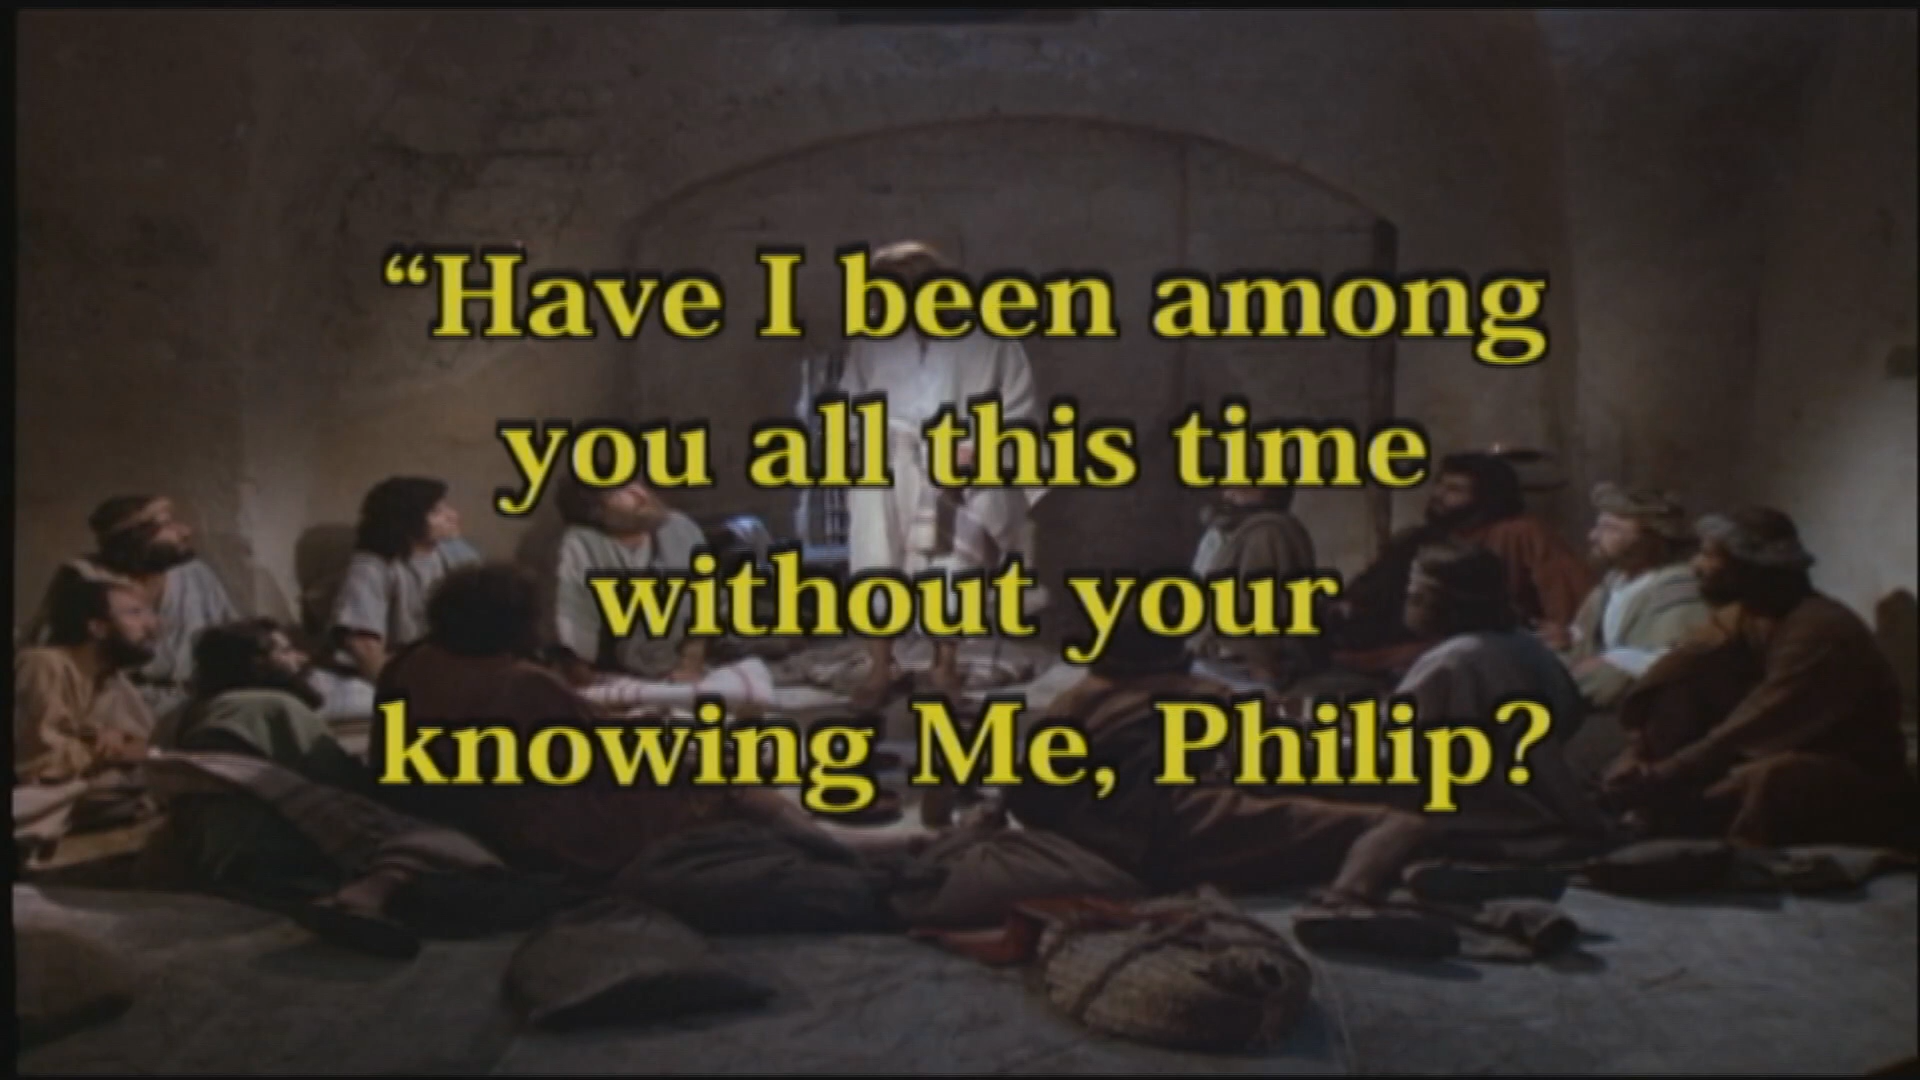 “Have I been among
you all this time
without your
knowing Me, Philip?